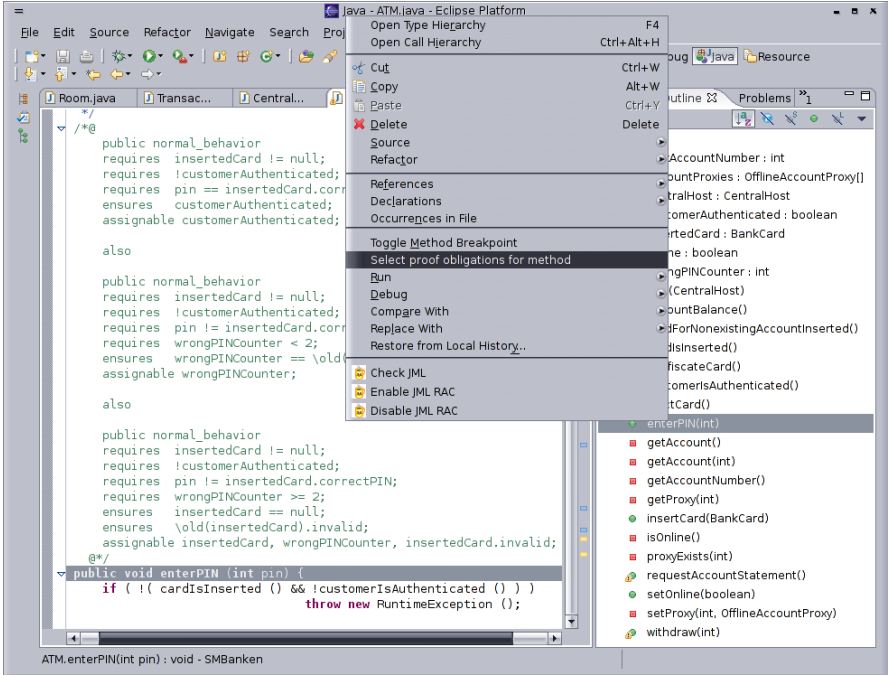 Java - ATM.java - Eclipse Platform
File Edit Source Refactor Navigate Search Proj
Java
Resource
Room.java Transac... Central...
Problems »1
*/
/*@
public normal_behavior
requires insertedCard != null;
requires !customerAuthenticated;
requires pin == insertedCard.corr
ensures customerAuthenticated;
assignable customerAuthenticated;
also
public normal_behavior
requires insertedCard != null;
requires !customerAuthenticated;
requires pin != insertedCard.corr
requires wrongPINCounter < 2;
ensures wrongPINCounter == \old(
assignable wrongPINCounter;
also
public normal_behavior
requires insertedCard != null;
requires !customerAuthenticated;
requires pin != insertedCard.correctPIN;
requires wrongPINCounter >= 2;
ensures insertedCard == null;
ensures \old(insertedCard).invalid;
assignable insertedCard, wrongPINCounter, insertedCard.invalid;
@*/
public void enterPIN (int pin) {
if ( !( cardIsInserted () && !customerIsAuthenticated () ) )
throw new RuntimeException ();
Open Type Hierarchy F4
Open Call Hierarchy Ctrl+Alt+H
Cut Ctrl+W
Copy Alt+W
Paste Ctrl+Y
Delete Delete
Source
Refactor
References
Declarations
Occurrences in File
Toggle Method Breakpoint
Select proof obligations for method
Run
Debug
Compare With
Replace With
Restore from Local History...
Check JML
Enable JML RAC
Disable JML RAC
AccountNumber : int
ountProxies : OfflineAccountProxy[]
tralHost : CentralHost
tomerAuthenticated : boolean
rtedCard : BankCard
ne : boolean
ngPINCounter : int
(CentralHost)
ountBalance()
dForNonexistingAccountInserted()
dIsInserted()
fiscateCard()
tomerIsAuthenticated()
ctCard()
enterPIN(int)
getAccount()
getAccount(int)
getAccountNumber()
getProxy(int)
insertCard(BankCard)
isOnline()
proxyExists(int)
requestAccountStatement()
setOnline(boolean)
setProxy(int, OfflineAccountProxy)
withdraw(int)
ATM.enterPIN(int pin) : void - SMBanken